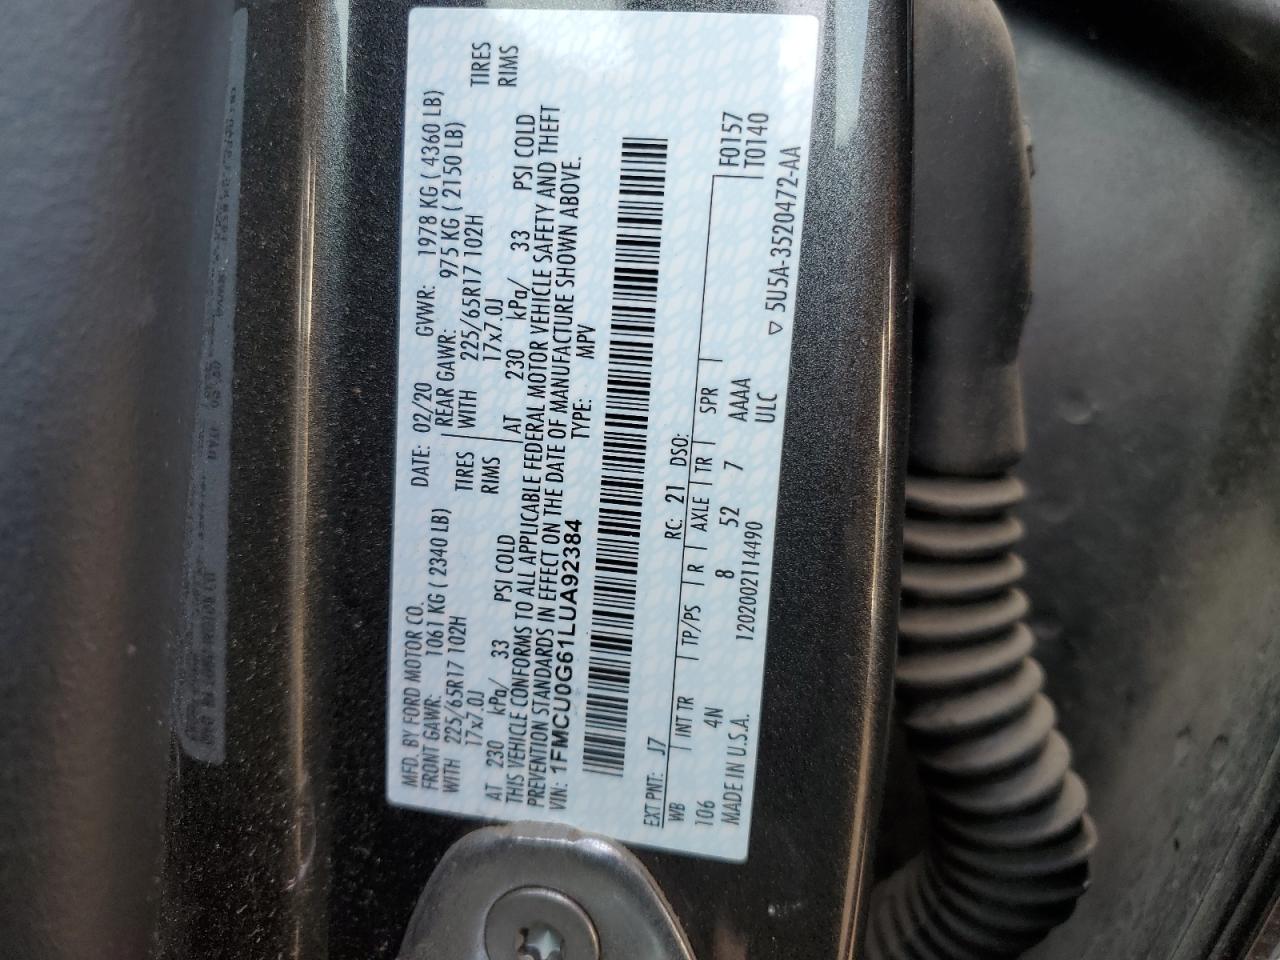 MFD. BY FORD MOTOR CO. DATE: 02/20 GVWR: 1978 KG ( 4360 LB)
FRONT GAWR: 1061 KG ( 2340 LB) REAR GAWR: 975 KG ( 2150 LB)
WITH 225/65R17 102H TIRES WITH 225/65R17 102H TIRES
17x7.0J RIMS 17x7.0J RIMS
AT 230 kPa/ 33 PSI COLD AT 230 kPa/ 33 PSI COLD
THIS VEHICLE CONFORMS TO ALL APPLICABLE FEDERAL MOTOR VEHICLE SAFETY AND THEFT
PREVENTION STANDARDS IN EFFECT ON THE DATE OF MANUFACTURE SHOWN ABOVE.
VIN: 1FMCU0G61LUA92384 TYPE: MPV
EXT PNT: J7 RC: 21 DSO:
WB INT TR TP/PS R AXLE TR SPR F0157
106 4N 8 52 7 AAAA T0140
MADE IN U.S.A. 120200211449​0 ULC ▽ 5U5A-3520472-AA